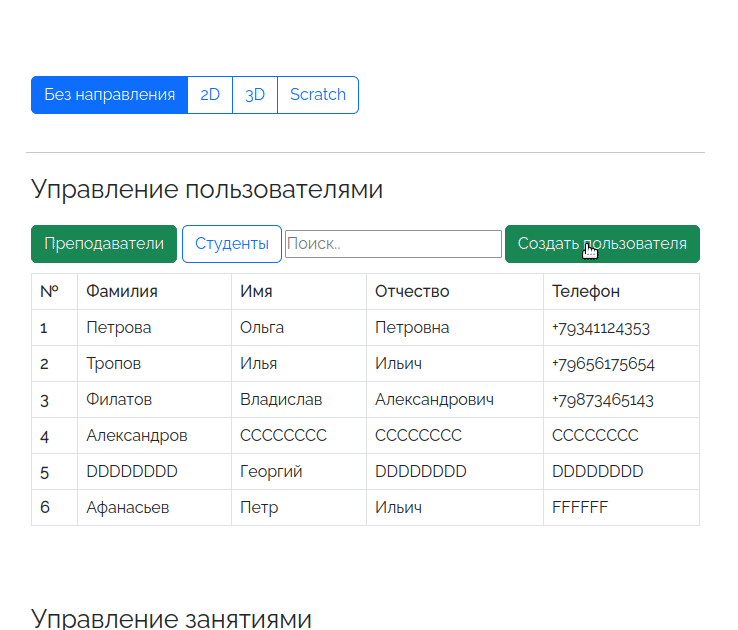 Без направления 2D 3D Scratch
Управление пользователями
Преподаватели Студенты Поиск.. Создать пользователя
№ Фамилия Имя Отчество Телефон
1 Петрова Ольга Петровна +79341124353
2 Тропов Илья Ильич +79656175654
3 Филатов Владислав Александрович +79873465143
4 Александров CCCCCCCC CCCCCCCC CCCCCCCC
5 DDDDDDDD Георгий DDDDDDDD DDDDDDDD
6 Афанасьев Петр Ильич FFFFFF
Управление занятиями